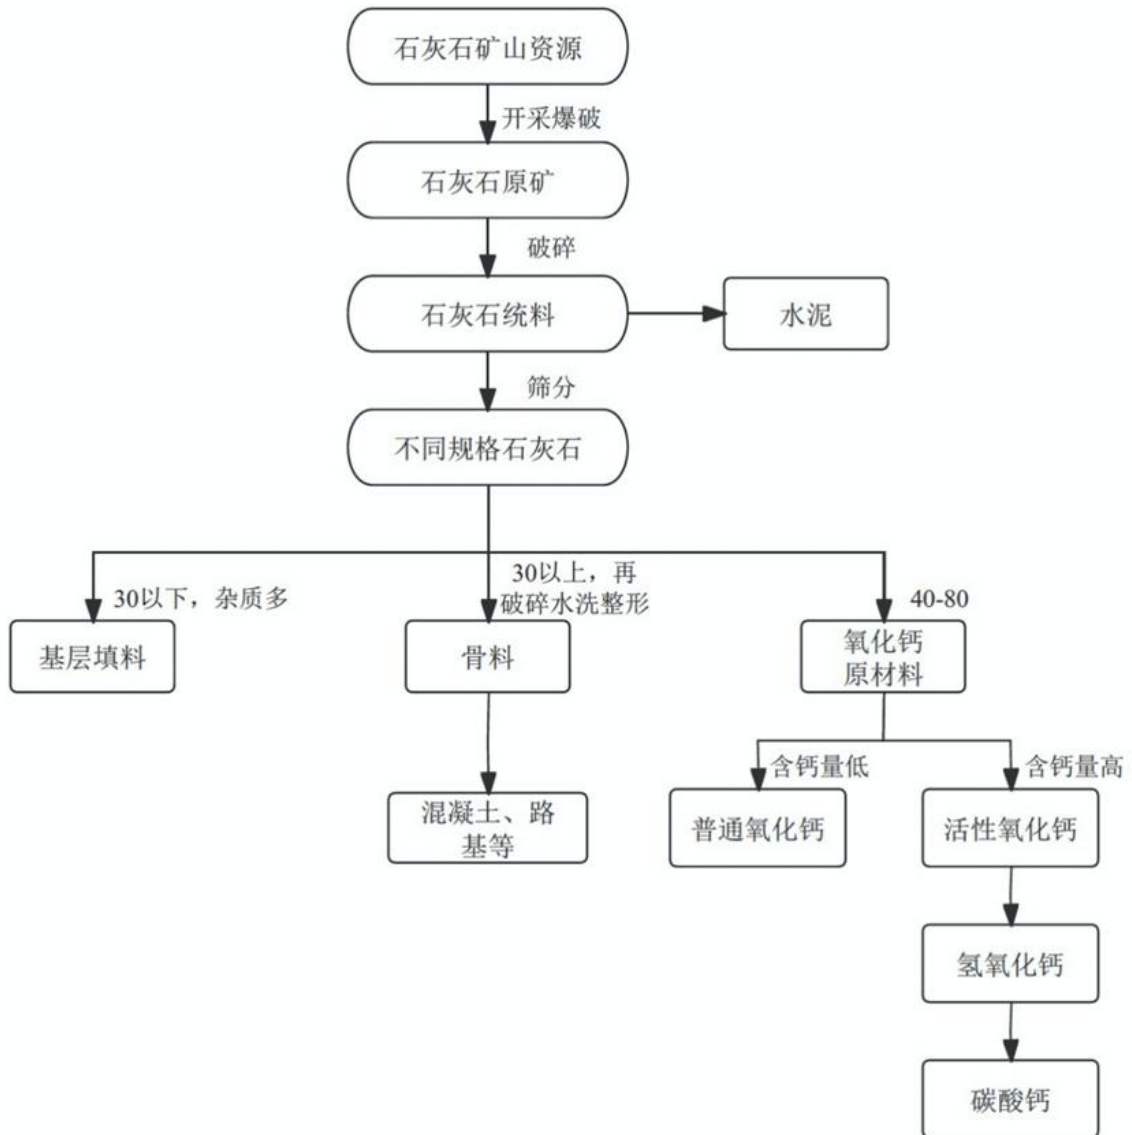 石灰石矿山资源
开采爆破
石灰石原矿
破碎
石灰石统料
水泥
筛分
不同规格石灰石
30以下，杂质多
30以上，再
破碎水洗整形
40-80
基层填料
骨料
氧化钙
原材料
含钙量低
含钙量高
混凝土、路
基等
普通氧化钙
活性氧化钙
氢氧化钙
碳酸钙